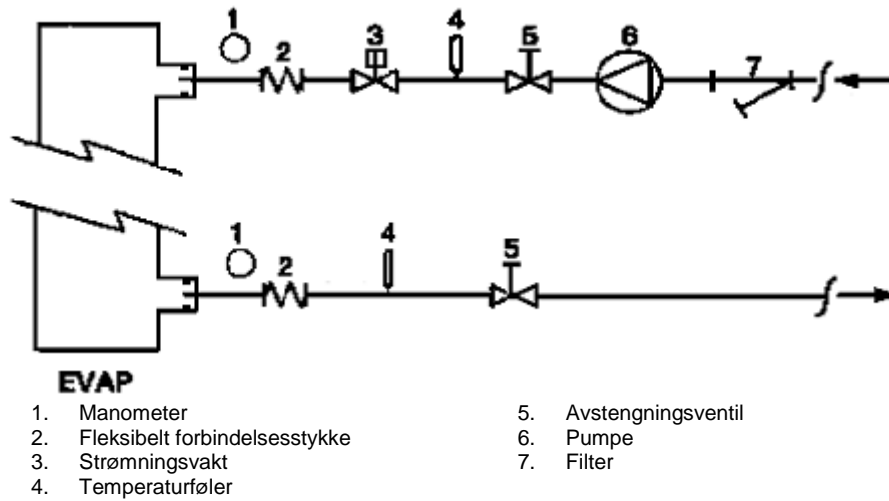 1 2 3 4 5 6 7
1 2 4 5
EVAP
1. Manometer
2. Fleksibelt forbindelsesstykke
3. Strømningsvakt
4. Temperaturføler
5. Avstengningsventil
6. Pumpe
7. Filter